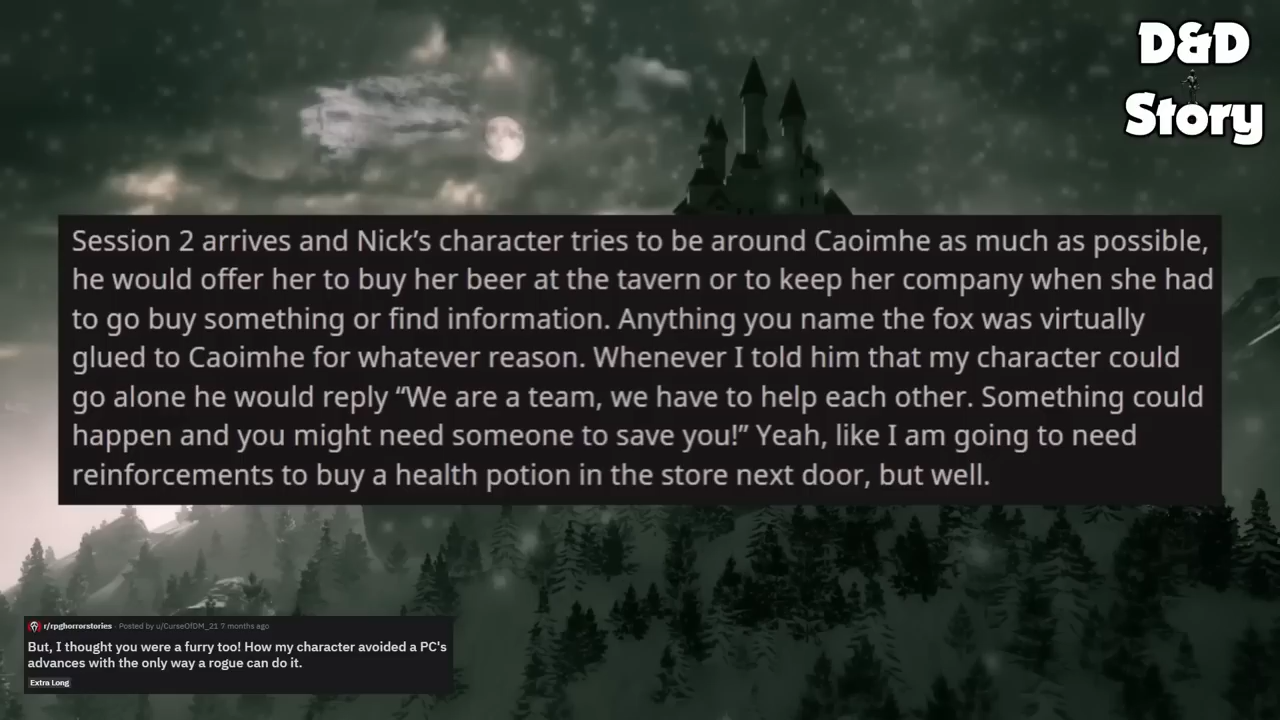 D&D
Story
Session 2 arrives and Nick’s character tries to be around Caoimhe as much as possible,
he would offer her to buy her beer at the tavern or to keep her company when she had
to go buy something or find information. Anything you name the fox was virtually
glued to Caoimhe for whatever reason. Whenever I told him that my character could
go alone he would reply “We are a team, we have to help each other. Something could
happen and you might need someone to save you!” Yeah, like I am going to need
reinforcements to buy a health potion in the store next door, but well.
r/rpghorrorstories · Posted by u/CurseOfDM_21 7 months ago
But, I thought you were a furry too! How my character avoided a PC's
advances with the only way a rogue can do it.
Extra Long